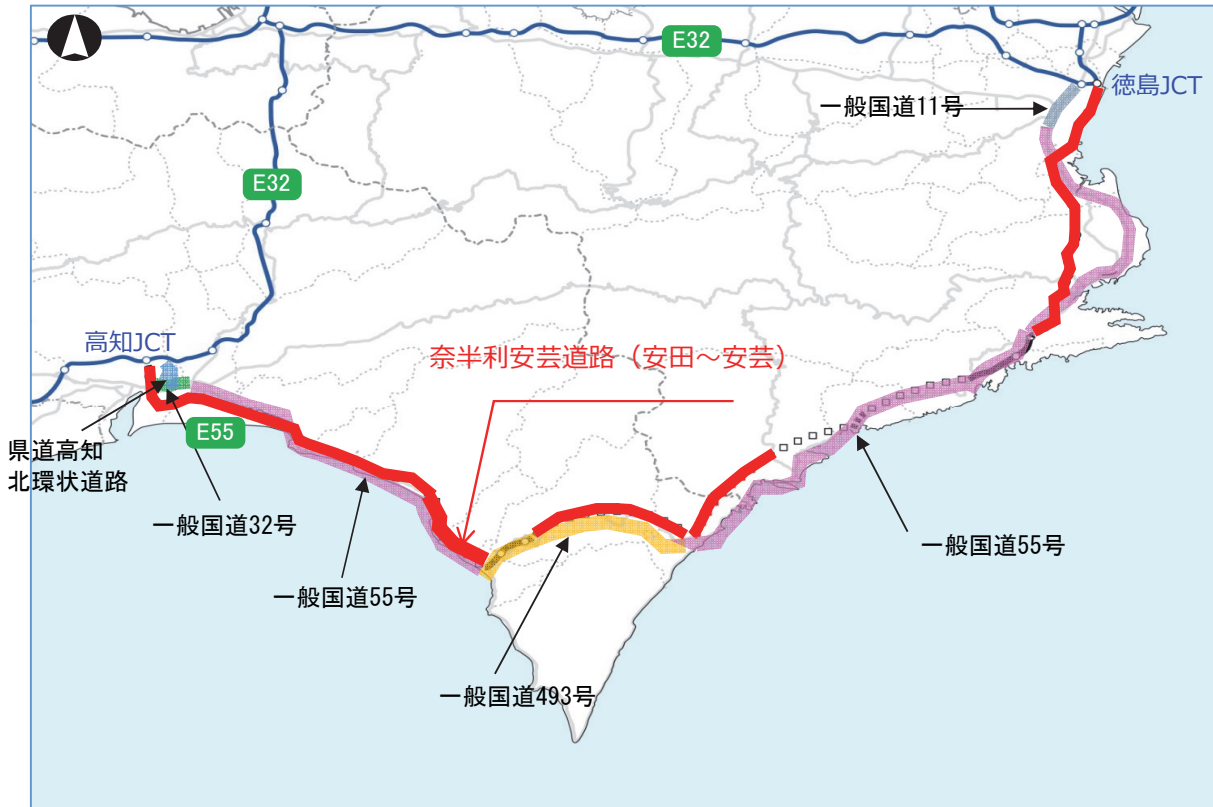 E32
徳島JCT
一般国道11号
E32
高知JCT
奈半利安芸道路（安田～安芸）
E55
県道高知
北環状道路
一般国道32号
一般国道55号
一般国道55号
一般国道493号